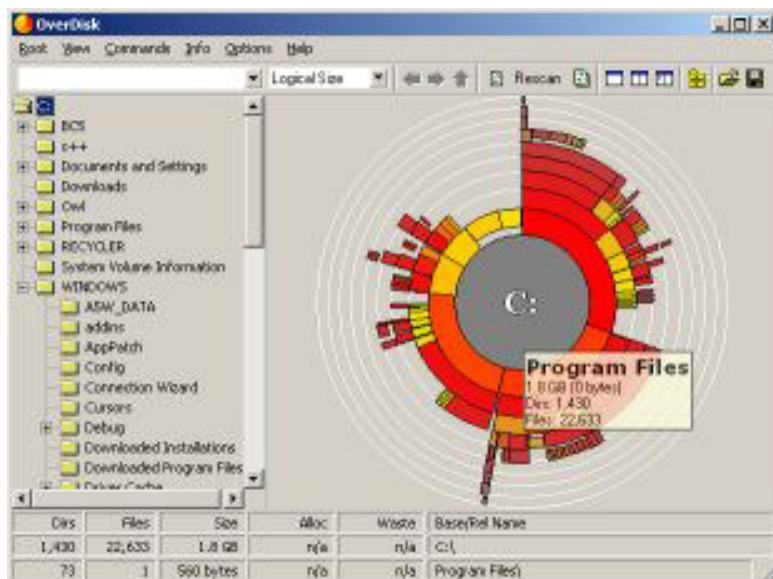 OverDisk
Root View Commands Info Options Help
Logical Size Rescan
C:
BCS
c++
Documents and Settings
Downloads
Owl
Program Files
RECYCLER
System Volume Information
WINDOWS
ASW_DATA
addins
AppPatch
Config
Connection Wizard
Cursors
Debug
Downloaded Installations
Downloaded Program Files
Driver Cache
C:
Program Files
1.8 GB (0 bytes)
Dirs: 1,430
Files: 22,633
Dirs Files Size Alloc Waste Base/Rel Name
1,430 22,633 1.8 GB n/a n/a C:\
73 1 560 bytes n/a n/a Program Files\